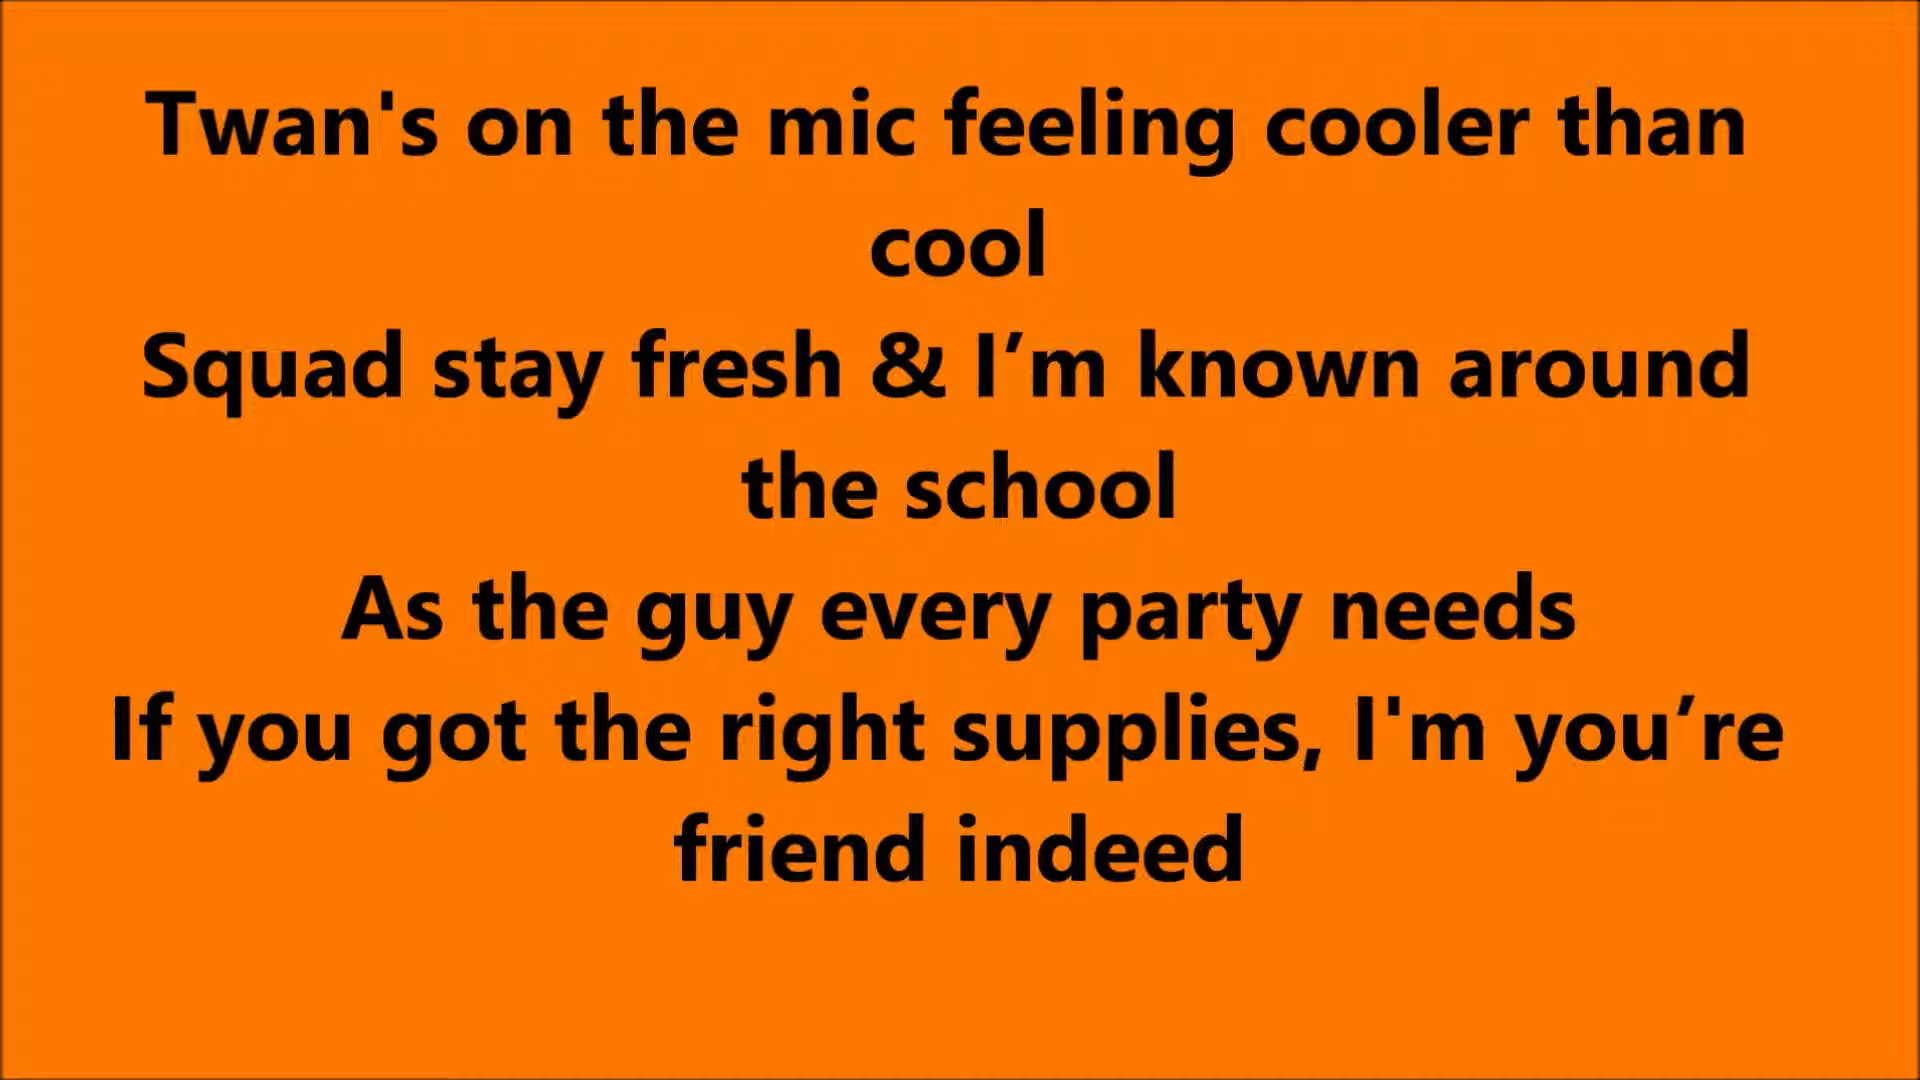 Twan's on the mic feeling cooler than
cool
Squad stay fresh & I’m known around
the school
As the guy every party needs
If you got the right supplies, I'm you’re
friend indeed